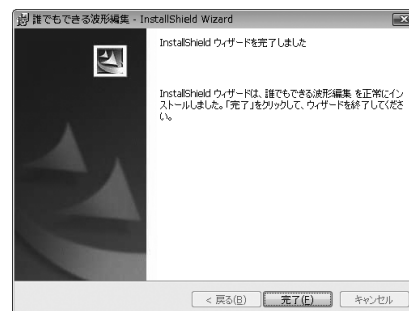 誰でもできる波形編集 - InstallShield Wizard
InstallShield ウィザードを完了しました
InstallShield ウィザードは、誰でもできる波形編集 を正常にイン
ストールしました。「完了」をクリックして、ウィザードを終了してくださ
い。
< 戻る(B)
完了(F)
キャンセル